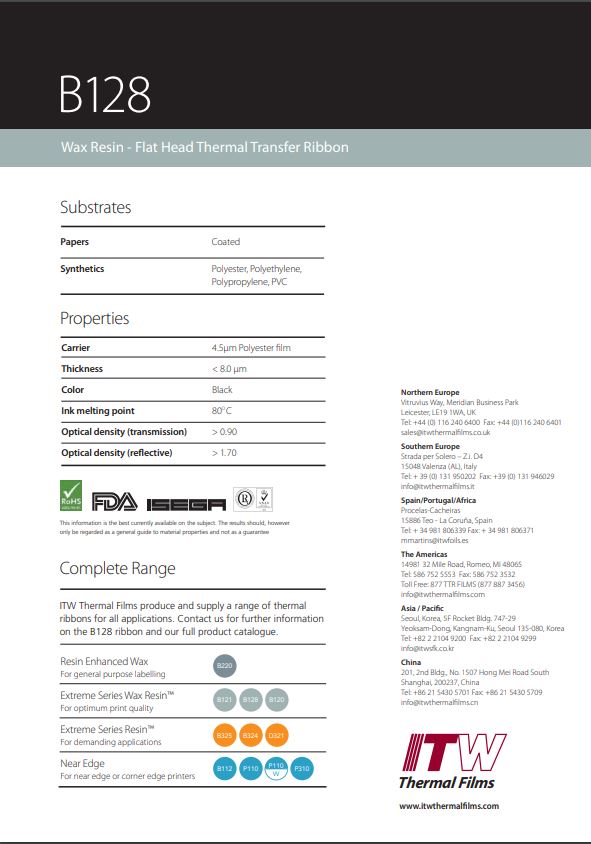 B128
Wax Resin - Flat Head Thermal Transfer Ribbon
Substrates
Papers Coated
Synthetics Polyester, Polyethylene,
Polypropylene, PVC
Properties
Carrier 4.5µm Polyester film
Thickness < 8.0 µm
Color Black
Ink melting point 80°C
Optical density (transmission) > 0.90
Optical density (reflective) > 1.70
RoHS
FDA ISEGA
This information is the best currently available on the subject. The results should, however
only be regarded as a general guide to material properties and not as a guarantee
Complete Range
ITW Thermal Films produce and supply a range of thermal
ribbons for all applications. Contact us for further information
on the B128 ribbon and our full product catalogue.
Resin Enhanced Wax
For general purpose labelling
B220
Extreme Series Wax Resin™
For optimum print quality
B121 B128 B120
Extreme Series Resin™
For demanding applications
B325 B324 D321
Near Edge
For near edge or corner edge printers
B112 P110 P110 W P310
Northern Europe
Vitruvius Way, Meridian Business Park
Leicester, LE19 1WA, UK
Tel: +44 (0) 116 240 6400 Fax: +44 (0)116 240 6401
sales@itwthermalfilms.co.uk
Southern Europe
Strada per Solero – Z.i. D4
15048 Valenza (AL), Italy
Tel: + 39 (0) 131 950202 Fax: +39 (0) 131 946029
info@itwthermalfilms.it
Spain/Portugal/Africa
Procelas-Cacheiras
15886 Teo - La Coruña, Spain
Tel: + 34 981 806339 Fax: + 34 981 806371
mmartins@itwfoils.es
The Americas
14981 32 Mile Road, Romeo, MI 48065
Tel: 586 752 5553 Fax: 586 752 3532
Toll Free: 877 TTR FILMS (877 887 3456)
info@itwthermalfilms.com
Asia / Pacific
Seoul, Korea, 5F Rocket Bldg. 747-29
Yeoksam-Dong, Kangnam-Ku, Seoul 135-080, Korea
Tel: +82 2 2104 9200 Fax: +82 2 2104 9299
info@itwsfk.co.kr
China
201, 2nd Bldg., No. 1507 Hong Mei Road South
Shanghai, 200237, China
Tel: +86 21 5430 5701 Fax: +86 21 5430 5709
info@itwthermalfilms.cn
ITW
Thermal Films
www.itwthermalfilms.com